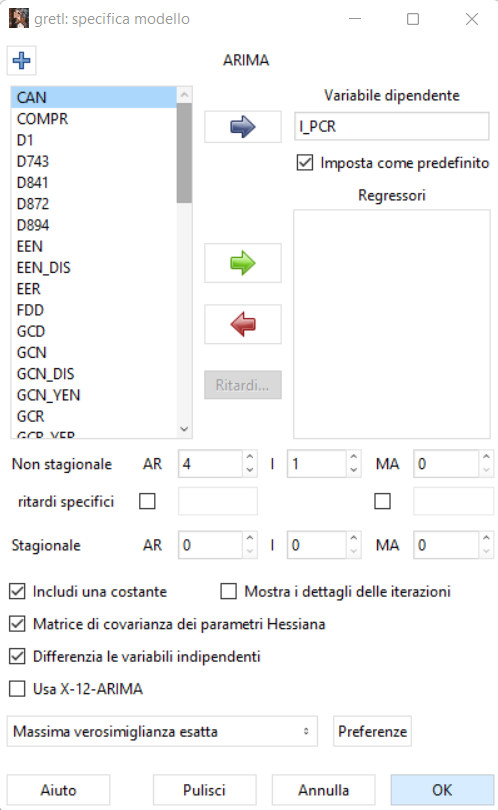 gretl: specifica modello
ARIMA
CAN
COMPR
D1
D743
D841
D872
D894
EEN
EEN_DIS
EER
FDD
GCD
GCN
GCN_DIS
GCN_YEN
GCR
GCR_YER
Variabile dipendente
I_PCR
Imposta come predefinito
Regressori
Ritardi...
Non stagionale AR 4 I 1 MA 0
ritardi specifici
Stagionale AR 0 I 0 MA 0
Includi una costante Mostra i dettagli delle iterazioni
Matrice di covarianza dei parametri Hessiana
Differenzia le variabili indipendenti
Usa X-12-ARIMA
Massima verosimiglianza esatta Preferenze
Aiuto Pulisci Annulla OK